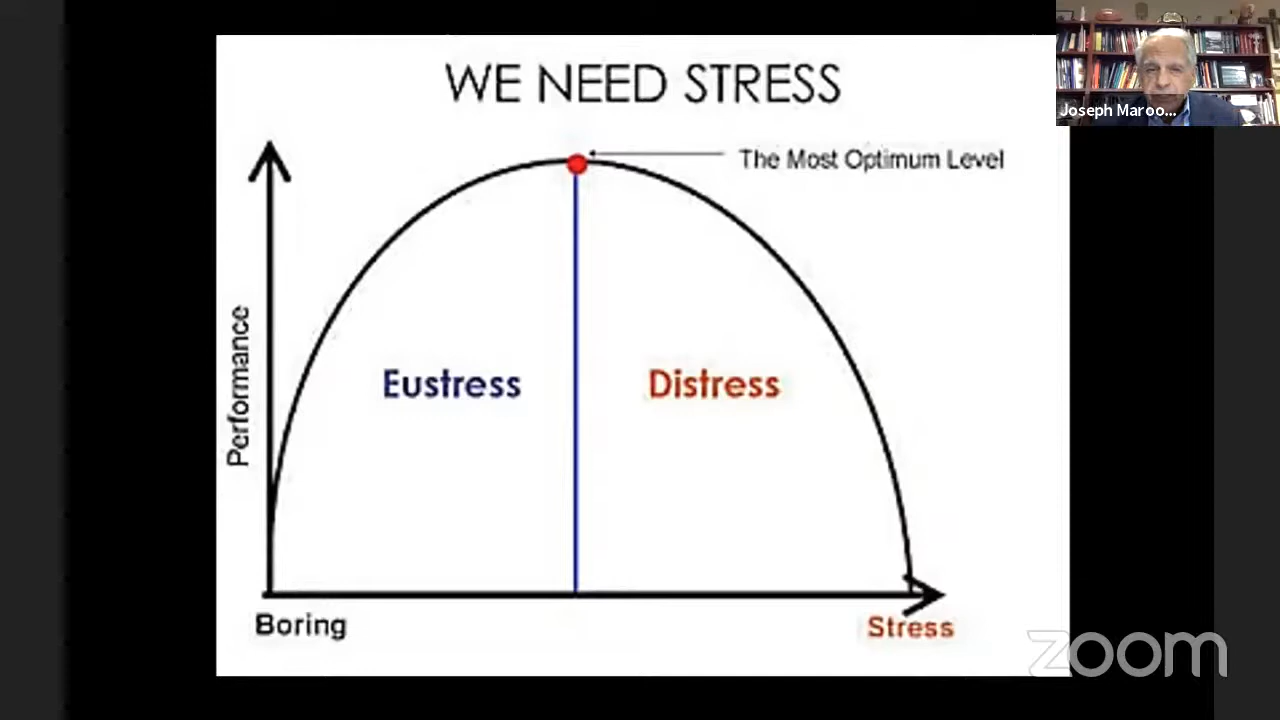 WE NEED STRESS
Joseph Maroo...
The Most Optimum Level
Performance
Eustress
Distress
Boring
Stress
zoom